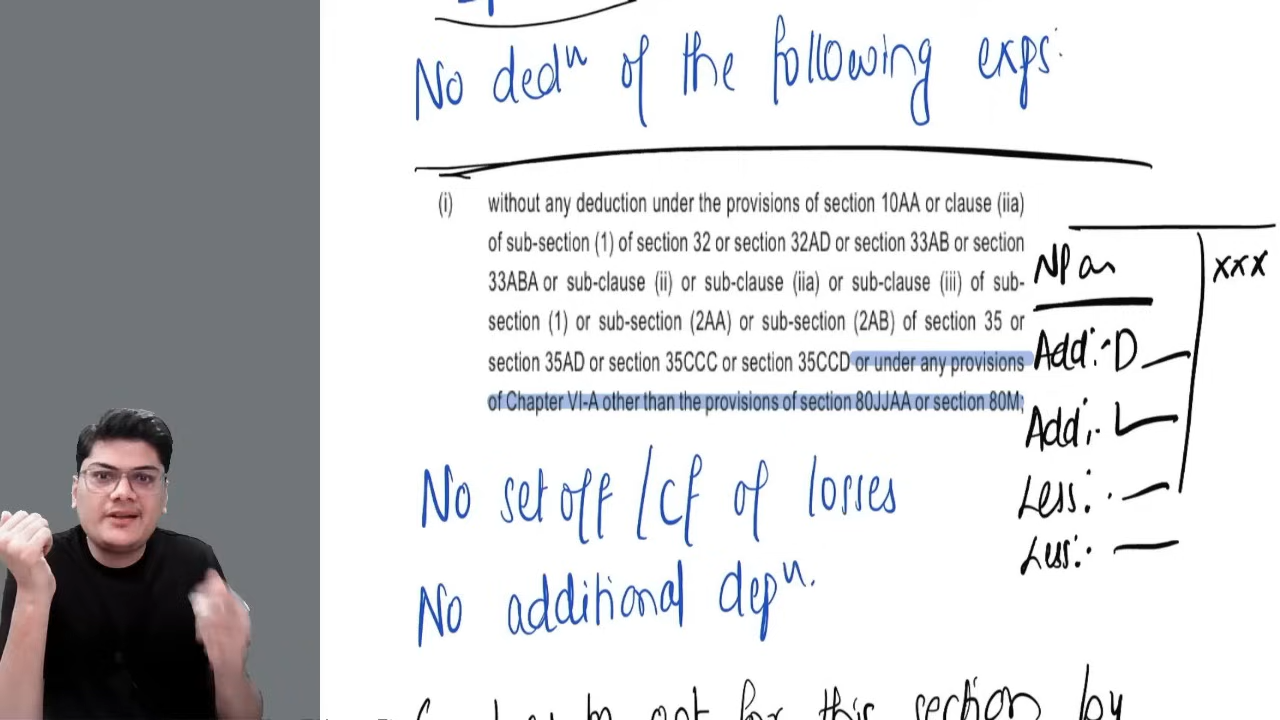 No dedⁿ of the following exps:
(i) without any deduction under the provisions of section 10AA or clause (iia)
of sub-section (1) of section 32 or section 32AD or section 33AB or section
33ABA or sub-clause (ii) or sub-clause (iia) or sub-clause (iii) of sub-
section (1) or sub-section (2AA) or sub-section (2AB) of section 35 or
section 35AD or section 35CCC or section 35CCD or under any provisions
of Chapter VI-A other than the provisions of section 80JJAA or section 80M;
NP as xxx
Add:- D
Add:-
Less:-
Less:-
No set off / CF of losses
No additional depⁿ.
opt for this section by